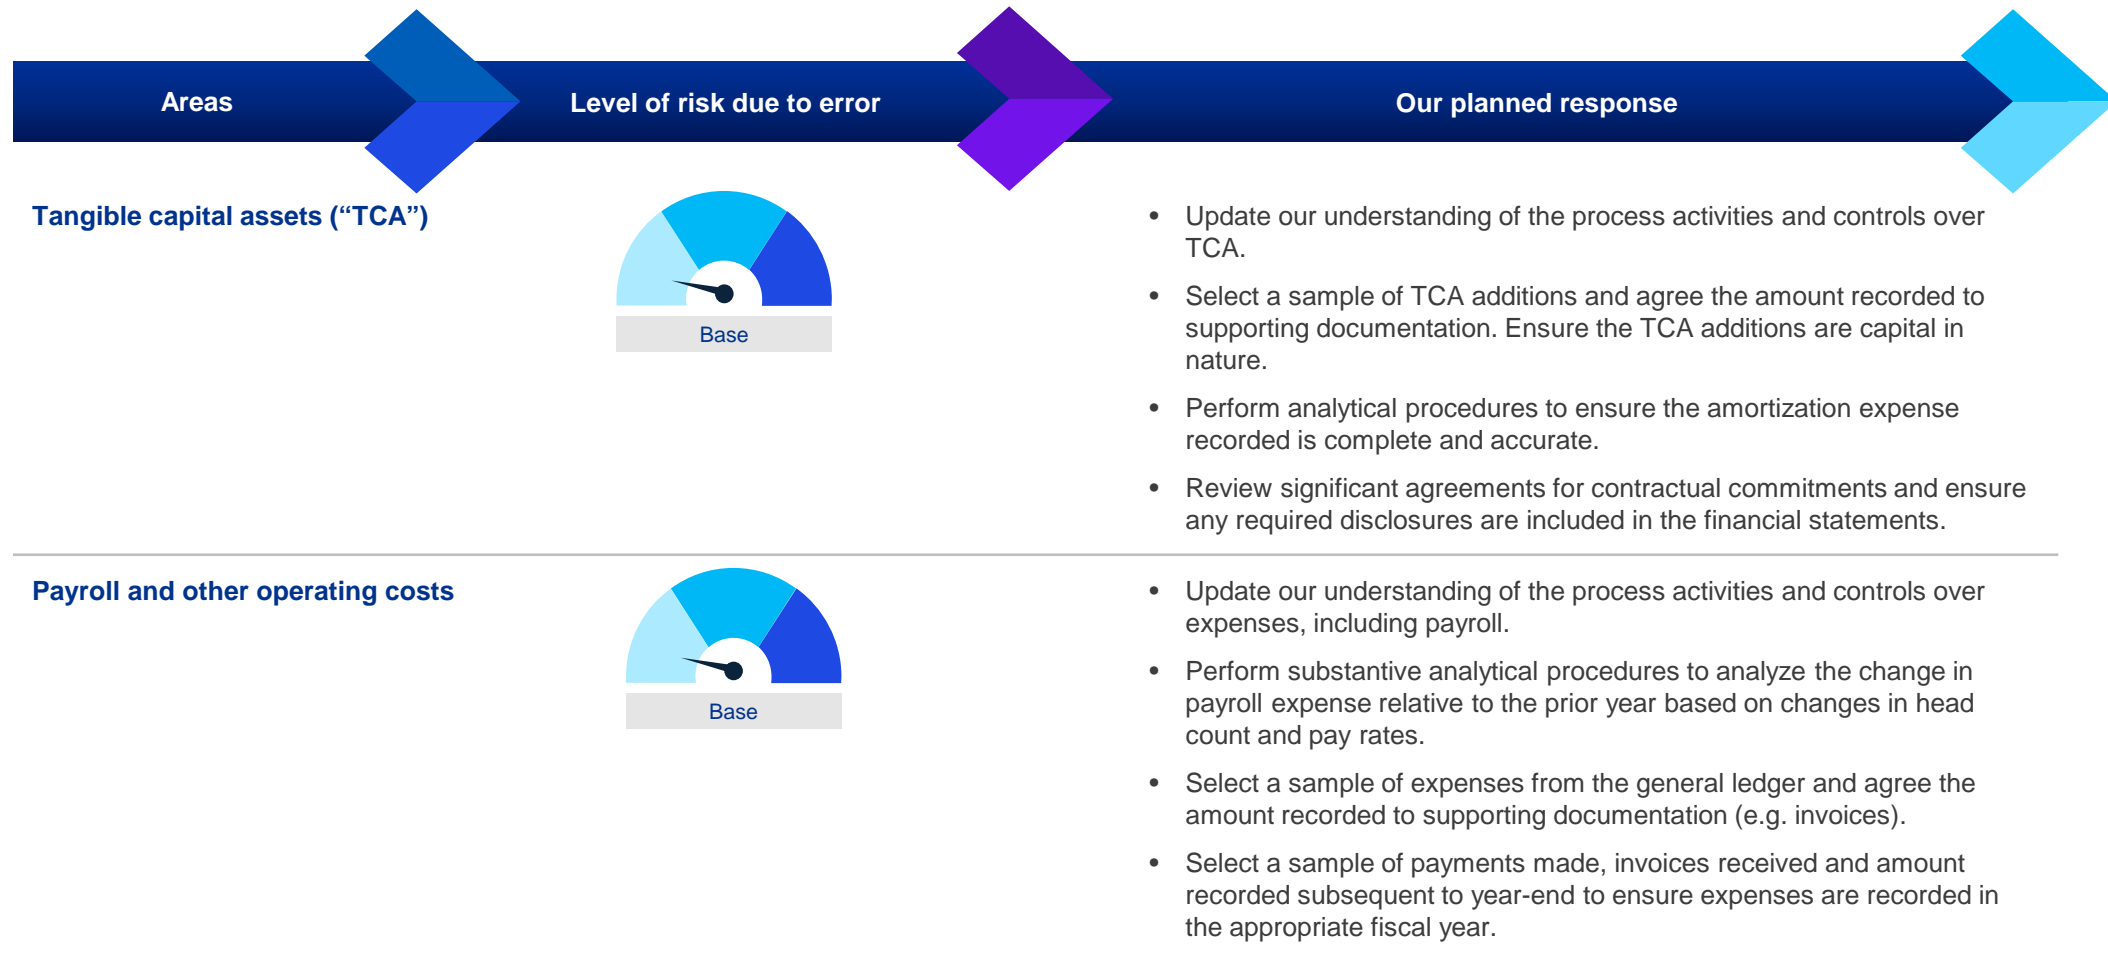 Areas
Level of risk due to error
Our planned response
Tangible capital assets (“TCA”)
Base
• Update our understanding of the process activities and controls over
TCA.
• Select a sample of TCA additions and agree the amount recorded to
supporting documentation. Ensure the TCA additions are capital in
nature.
• Perform analytical procedures to ensure the amortization expense
recorded is complete and accurate.
• Review significant agreements for contractual commitments and ensure
any required disclosures are included in the financial statements.
Payroll and other operating costs
Base
• Update our understanding of the process activities and controls over
expenses, including payroll.
• Perform substantive analytical procedures to analyze the change in
payroll expense relative to the prior year based on changes in head
count and pay rates.
• Select a sample of expenses from the general ledger and agree the
amount recorded to supporting documentation (e.g. invoices).
• Select a sample of payments made, invoices received and amount
recorded subsequent to year-end to ensure expenses are recorded in
the appropriate fiscal year.